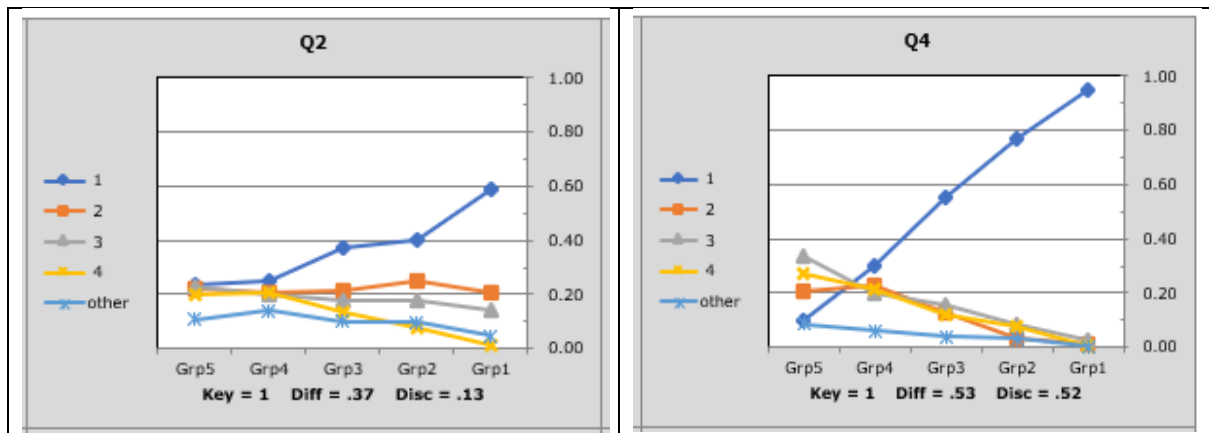 Q2
1.00
0.80
0.60
0.40
0.20
0.00
1
2
3
4
other
Grp5 Grp4 Grp3 Grp2 Grp1
Key = 1 Diff = .37 Disc = .13
Q4
1.00
0.80
0.60
0.40
0.20
0.00
1
2
3
4
other
Grp5 Grp4 Grp3 Grp2 Grp1
Key = 1 Diff = .53 Disc = .52